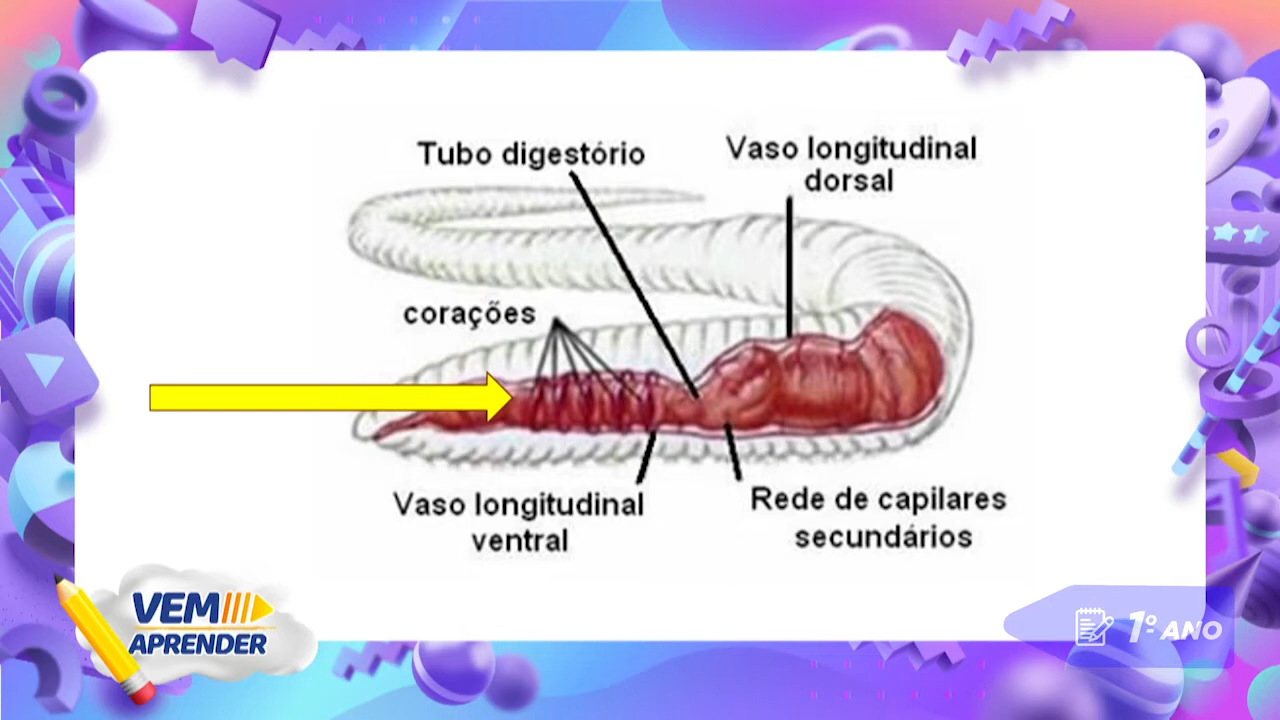 Tubo digestório
Vaso longitudinal
dorsal
corações
Vaso longitudinal
ventral
Rede de capilares
secundários
VEM
APRENDER
1º ANO